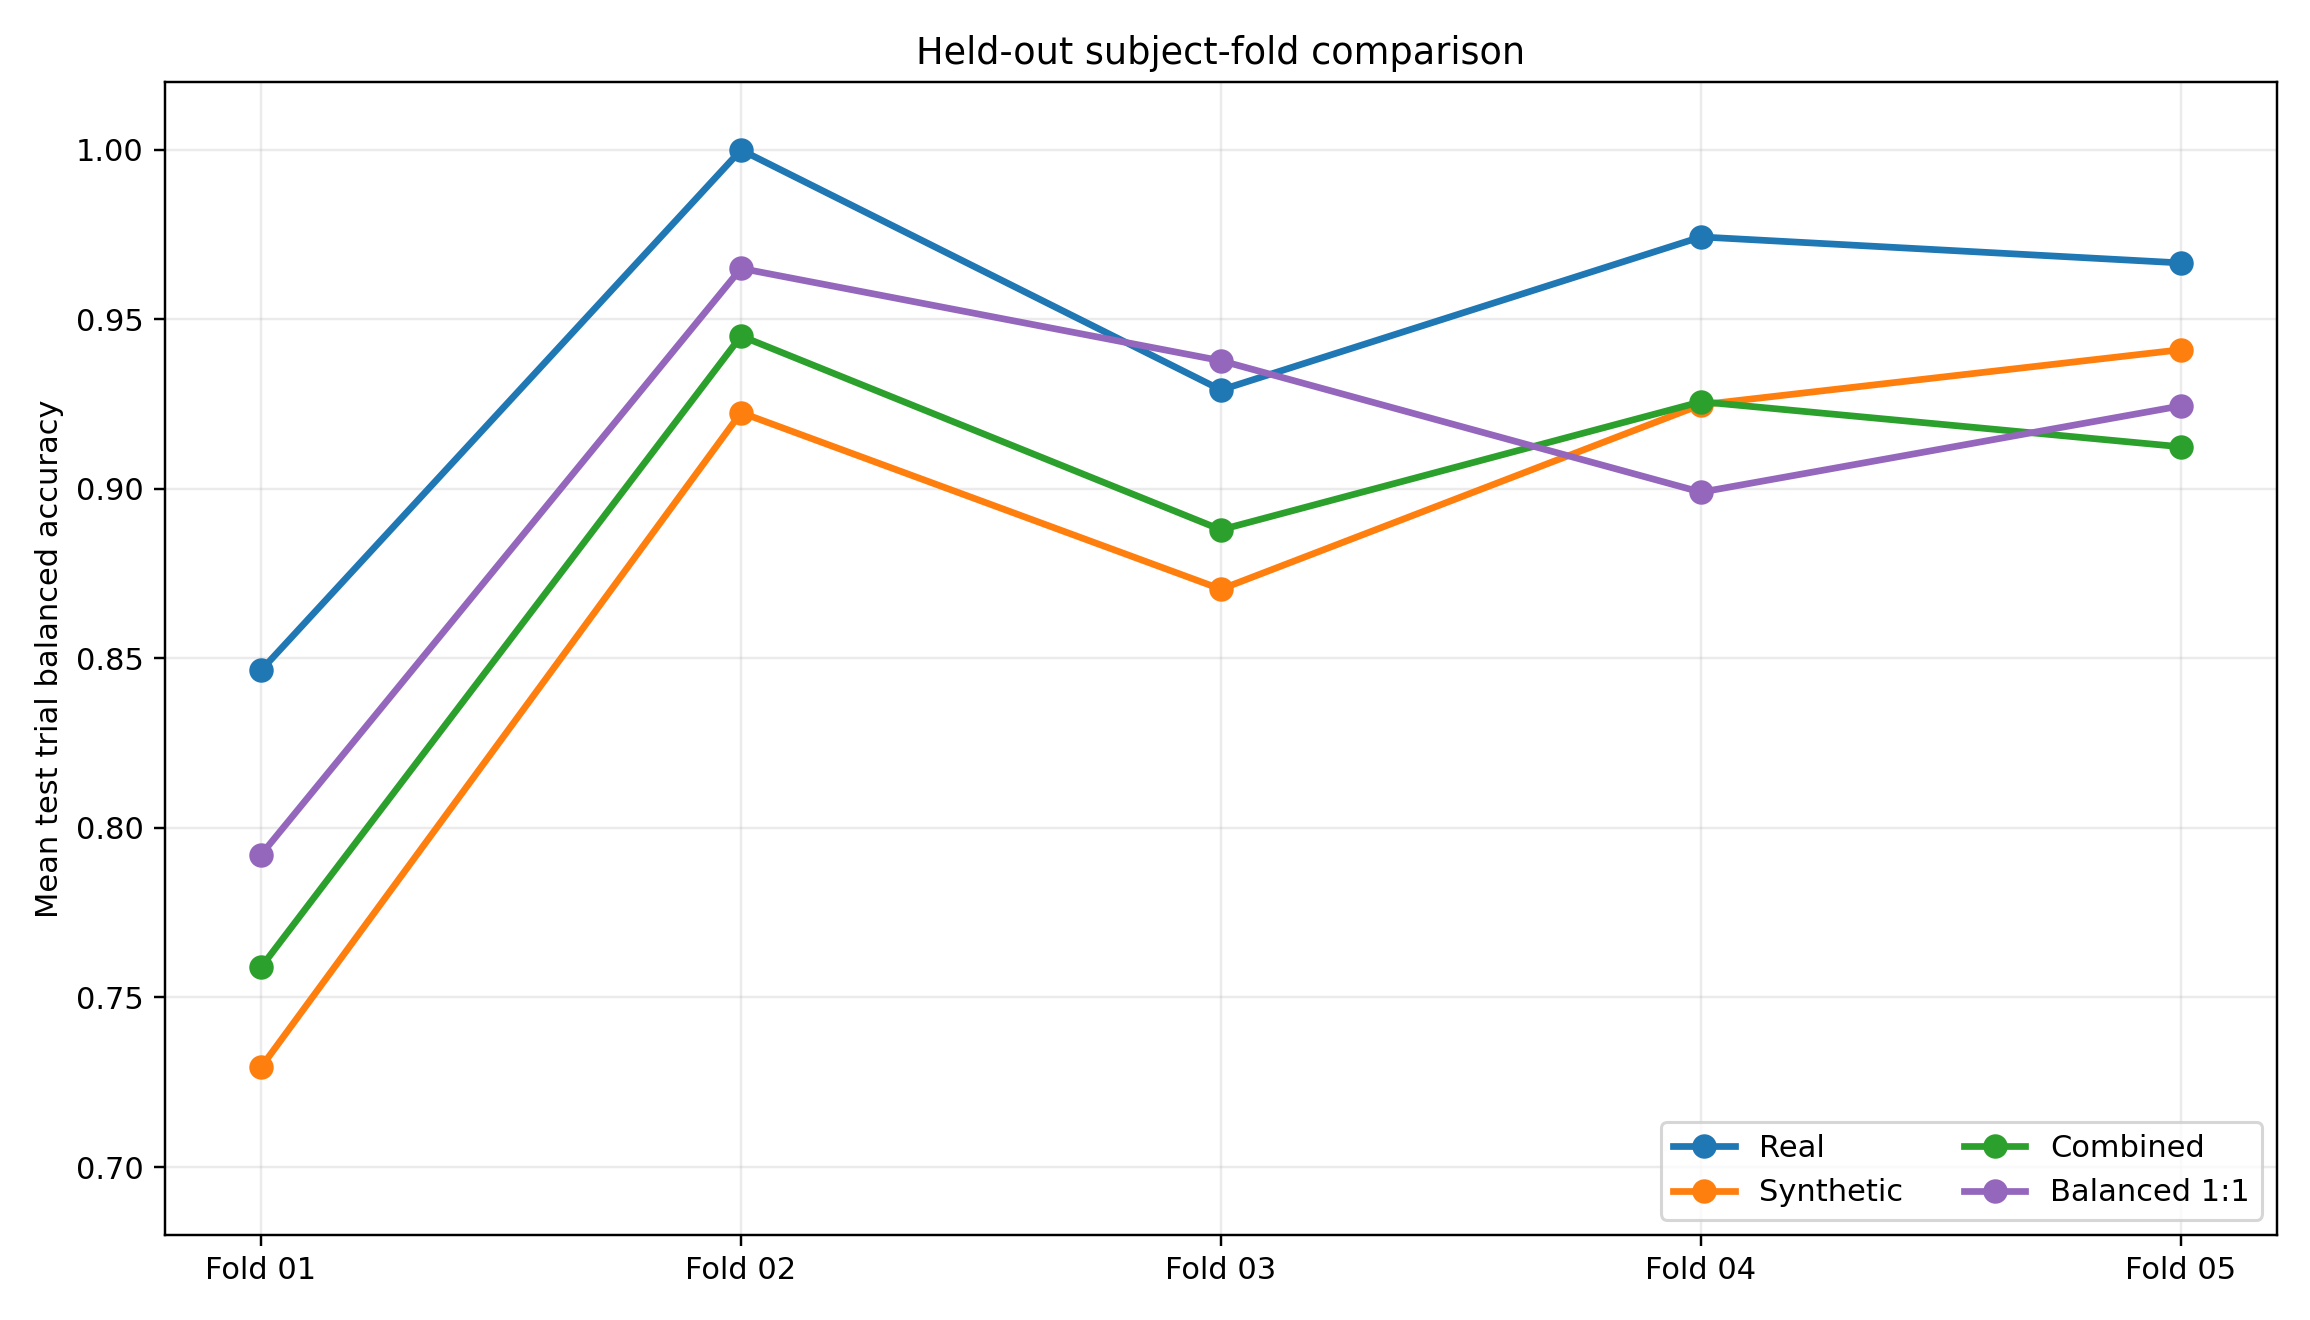 Held-out subject-fold comparison
Mean test trial balanced accuracy
1.00
0.95
0.90
0.85
0.80
0.75
0.70
Fold 01
Fold 02
Fold 03
Fold 04
Fold 05
Real
Synthetic
Combined
Balanced 1:1